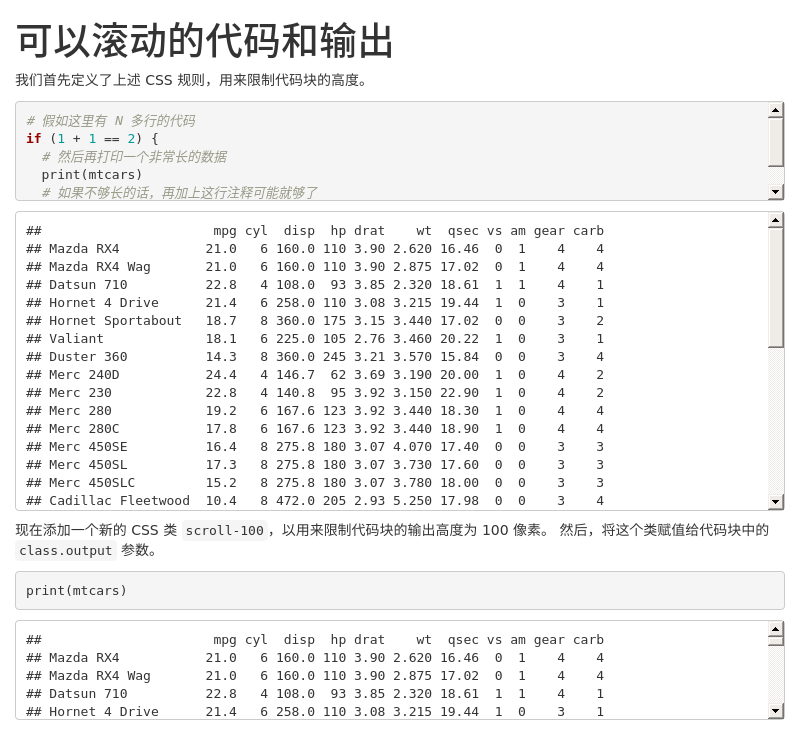 可以滚动的代码和输出
我们首先定义了上述 CSS 规则，用来限制代码块的高度。
# 假如这里有 N 多行的代码
if (1 + 1 == 2) {
  # 然后再打印一个非常长的数据
  print(mtcars)
  # 如果不够长的话，再加上这行注释可能就够了
##                      mpg cyl  disp  hp drat    wt  qsec vs am gear carb
## Mazda RX4           21.0   6 160.0 110 3.90 2.620 16.46  0  1    4    4
## Mazda RX4 Wag       21.0   6 160.0 110 3.90 2.875 17.02  0  1    4    4
## Datsun 710          22.8   4 108.0  93 3.85 2.320 18.61  1  1    4    1
## Hornet 4 Drive      21.4   6 258.0 110 3.08 3.215 19.44  1  0    3    1
## Hornet Sportabout   18.7   8 360.0 175 3.15 3.440 17.02  0  0    3    2
## Valiant             18.1   6 225.0 105 2.76 3.460 20.22  1  0    3    1
## Duster 360          14.3   8 360.0 245 3.21 3.570 15.84  0  0    3    4
## Merc 240D           24.4   4 146.7  62 3.69 3.190 20.00  1  0    4    2
## Merc 230            22.8   4 140.8  95 3.92 3.150 22.90  1  0    4    2
## Merc 280            19.2   6 167.6 123 3.92 3.440 18.30  1  0    4    4
## Merc 280C           17.8   6 167.6 123 3.92 3.440 18.90  1  0    4    4
## Merc 450SE          16.4   8 275.8 180 3.07 4.070 17.40  0  0    3    3
## Merc 450SL          17.3   8 275.8 180 3.07 3.730 17.60  0  0    3    3
## Merc 450SLC         15.2   8 275.8 180 3.07 3.780 18.00  0  0    3    3
## Cadillac Fleetwood  10.4   8 472.0 205 2.93 5.250 17.98  0  0    3    4
现在添加一个新的 CSS 类 scroll-100，以用来限制代码块的输出高度为 100 像素。 然后，将这个类赋值给代码块中的
class.output 参数。
print(mtcars)
##                      mpg cyl  disp  hp drat    wt  qsec vs am gear carb
## Mazda RX4           21.0   6 160.0 110 3.90 2.620 16.46  0  1    4    4
## Mazda RX4 Wag       21.0   6 160.0 110 3.90 2.875 17.02  0  1    4    4
## Datsun 710          22.8   4 108.0  93 3.85 2.320 18.61  1  1    4    1
## Hornet 4 Drive      21.4   6 258.0 110 3.08 3.215 19.44  1  0    3    1